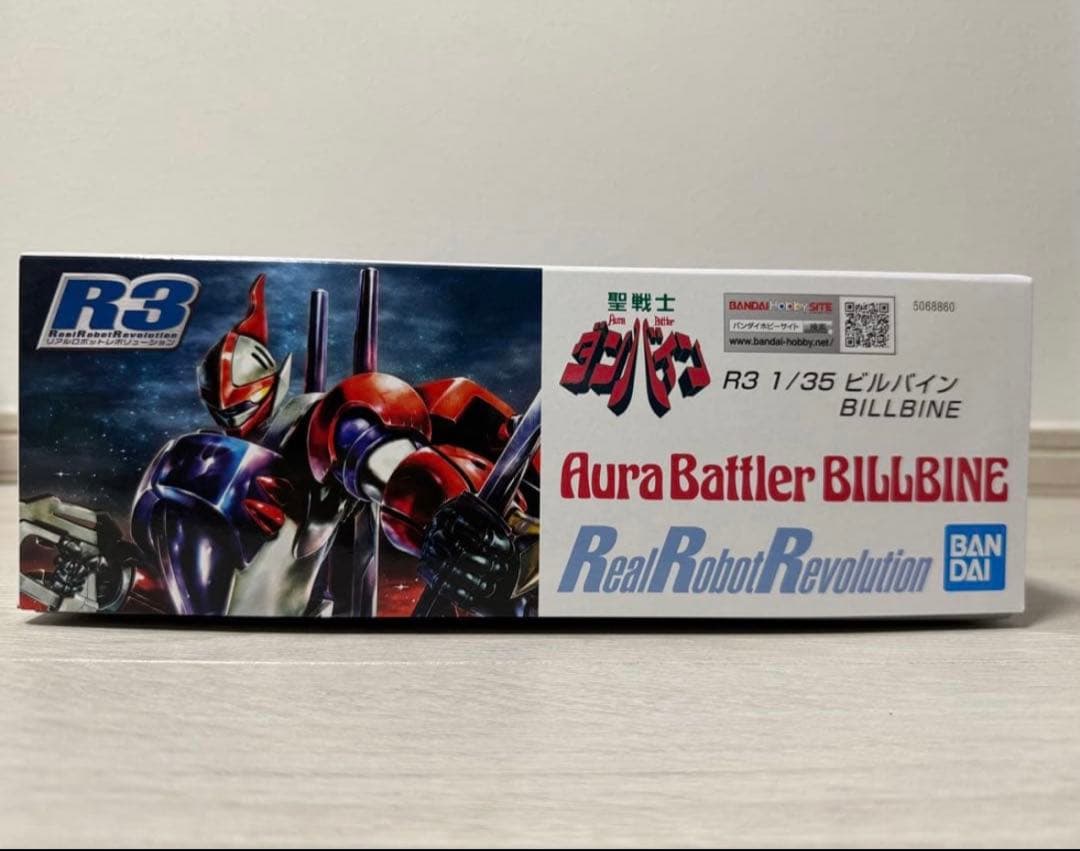 R3
RealRobotRevolution
リアルロボットレボリューション
聖戦士
Aura Battler
ダンバイン
BANDAI Hobby SITE
バンダイホビーサイト 検索
www.bandai-hobby.net/
5068860
R3 1/35 ビルバイン
BILLBINE
Aura Battler BILLBINE
RealRobotRevolution
BAN
DAI